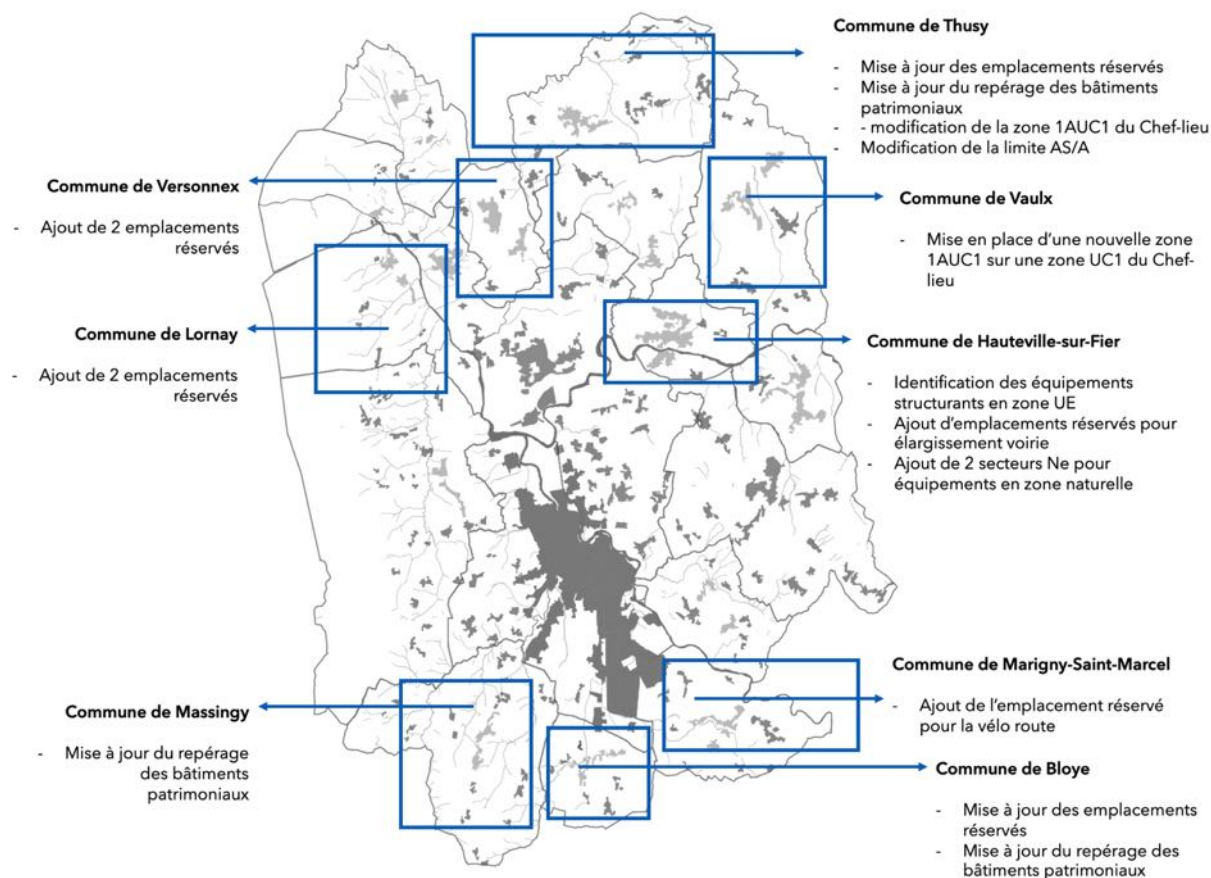 Commune de Thusy
- Mise à jour des emplacements réservés
- Mise à jour du repérage des bâtiments
patrimoniaux
- - modification de la zone 1AUC1 du Chef-lieu
- Modification de la limite AS/A
Commune de Versonnex
- Ajout de 2 emplacements
réservés
Commune de Vaulx
- Mise en place d'une nouvelle zone
1AUC1 sur une zone UC1 du Chef-
lieu
Commune de Lornay
- Ajout de 2 emplacements
réservés
Commune de Hauteville-sur-Fier
- Identification des équipements
structurants en zone UE
- Ajout d'emplacements réservés pour
élargissement voirie
- Ajout de 2 secteurs Ne pour
équipements en zone naturelle
Commune de Marigny-Saint-Marcel
- Ajout de l'emplacement réservé
pour la vélo route
Commune de Massingy
- Mise à jour du repérage
des bâtiments
patrimoniaux
Commune de Bloye
- Mise à jour des emplacements
réservés
- Mise à jour du repérage des
bâtiments patrimoniaux